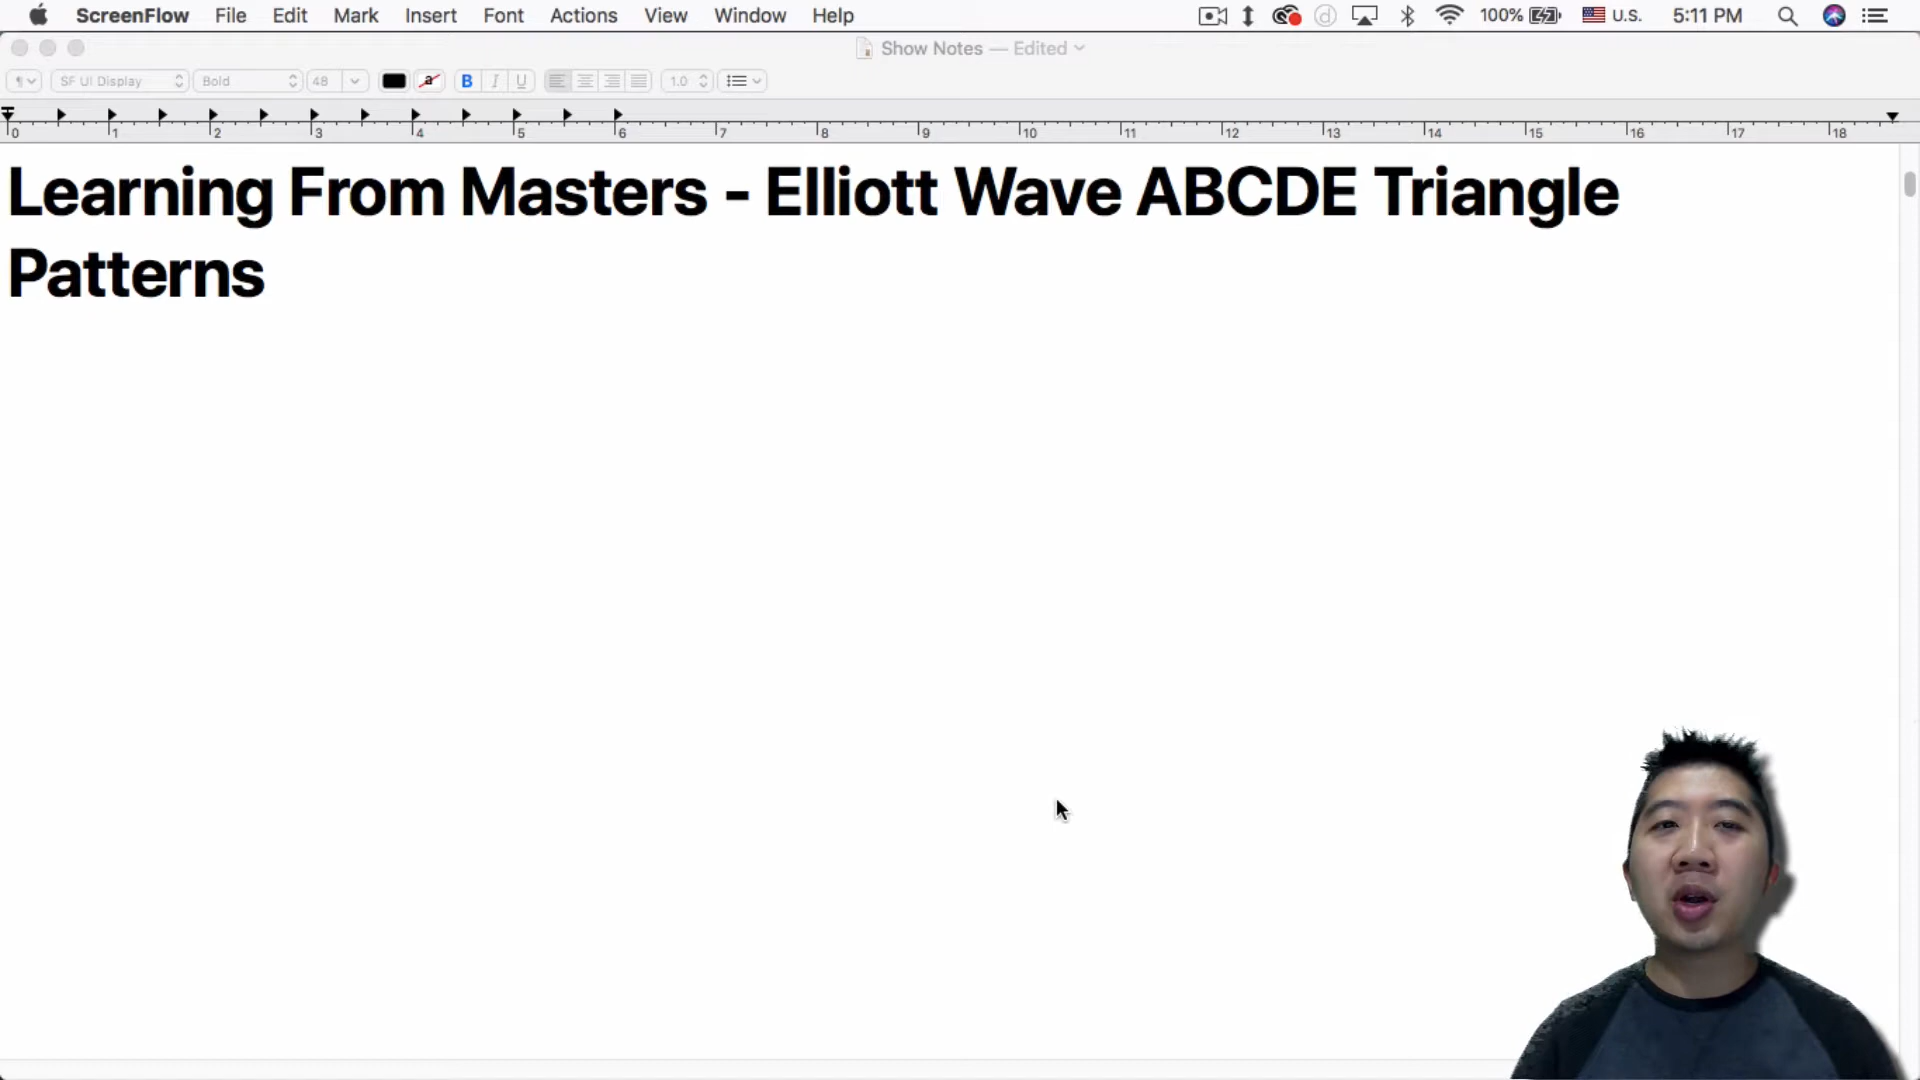 ScreenFlow File Edit Mark Insert Font Actions View Window Help 100% U.S. 5:11 PM
Show Notes — Edited
SF UI Display Bold 48 a B I U 1.0
0 1 2 3 4 5 6 7 8 9 10 11 12 13 14 15 16 17 18
Learning From Masters - Elliott Wave ABCDE Triangle
Patterns